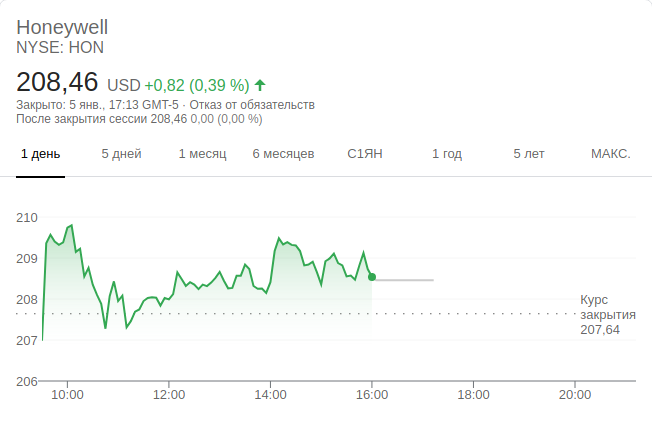 Honeywell
NYSE: HON
208,46 USD +0,82 (0,39 %)
Закрыто: 5 янв., 17:13 GMT-5 · Отказ от обязательств
После закрытия сессии 208,46 0,00 (0,00 %)
1 день 5 дней 1 месяц 6 месяцев С1ЯН 1 год 5 лет МАКС.
210
209
208
207
206
Курс
закрытия
207,64
10:00 12:00 14:00 16:00 18:00 20:00